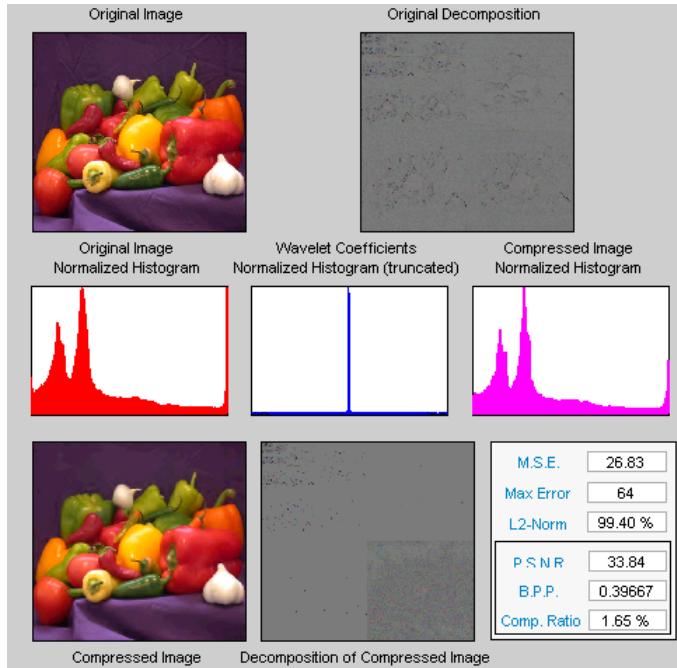 Original Image
Original Decomposition
Original Image
Normalized Histogram
Wavelet Coefficients
Normalized Histogram (truncated)
Compressed Image
Normalized Histogram
M.S.E. 26.83
Max Error 64
L2-Norm 99.40 %
P.S.N.R. 33.84
B.P.P. 0.39667
Comp. Ratio 1.65 %
Compressed Image
Decomposition of Compressed Image